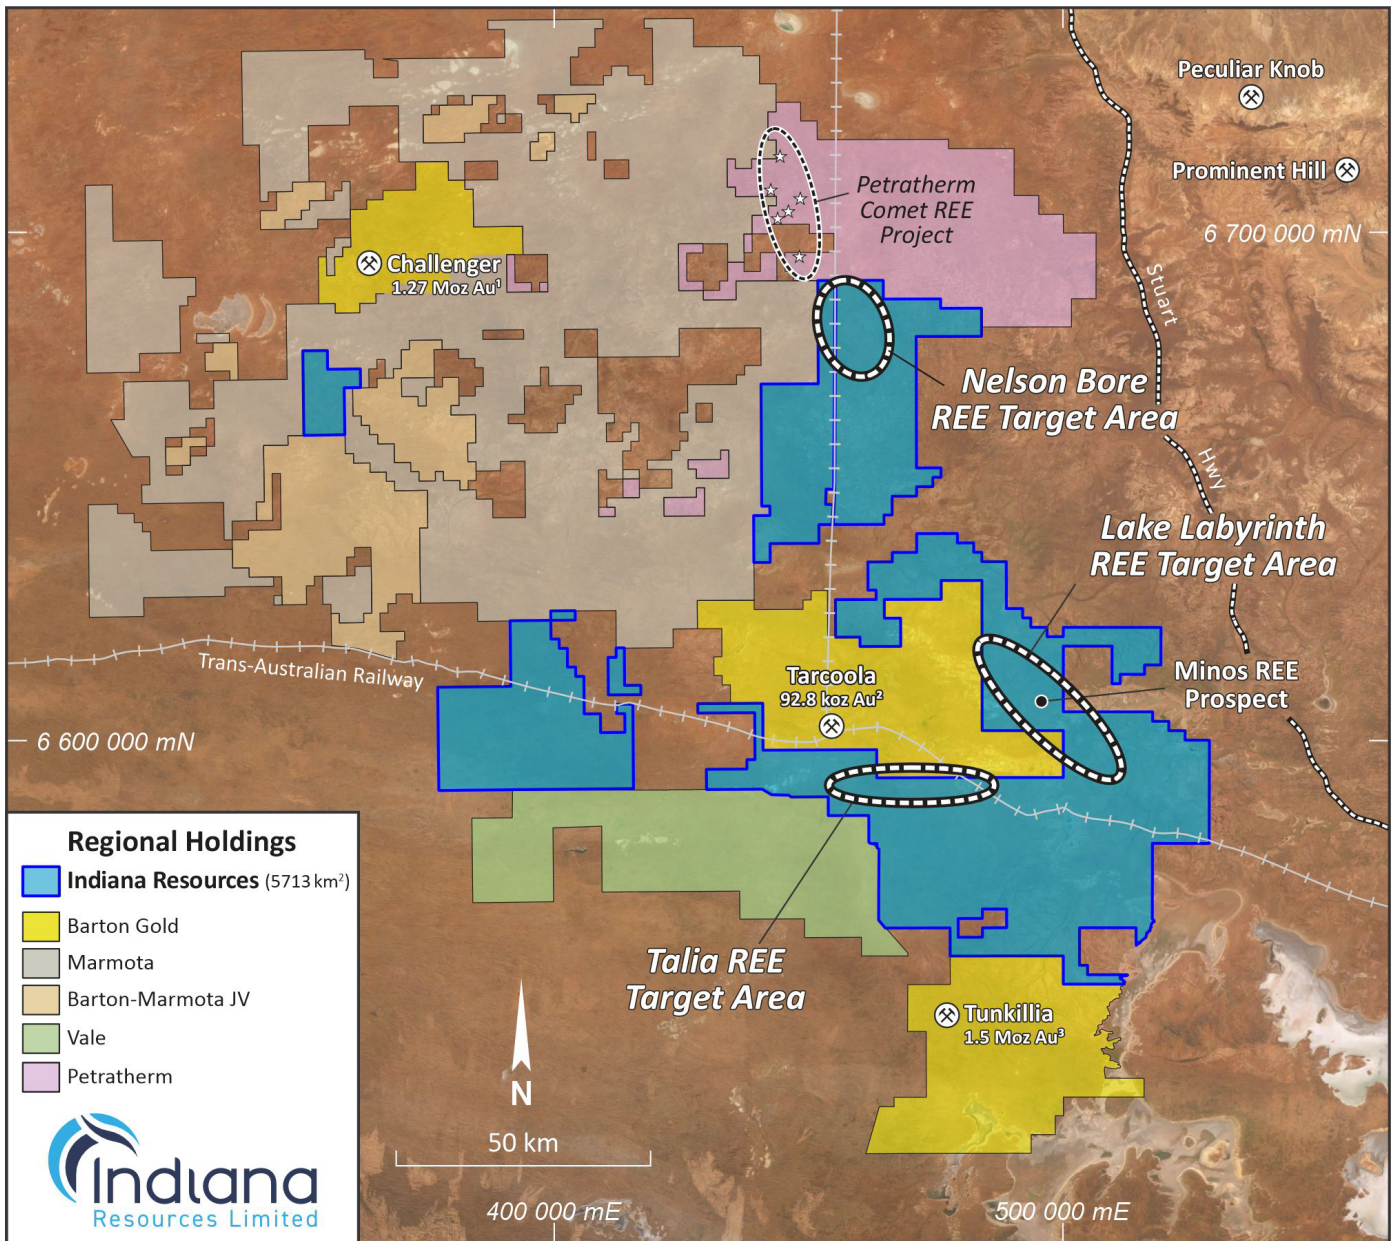 Peculiar Knob
Prominent Hill
6 700 000 mN
Petratherm
Comet REE
Project
Challenger
1.27 Moz Au¹
Stuart
Hwy
Nelson Bore
REE Target Area
Lake Labyrinth
REE Target Area
Trans-Australian Railway
Tarcoola
92.8 koz Au²
Minos REE
Prospect
6 600 000 mN
Regional Holdings
Indiana Resources (5713 km²)
Barton Gold
Marmota
Barton-Marmota JV
Vale
Petratherm
Talia REE
Target Area
Tunkillia
1.5 Moz Au³
N
50 km
400 000 mE
500 000 mE
Indiana
Resources Limited